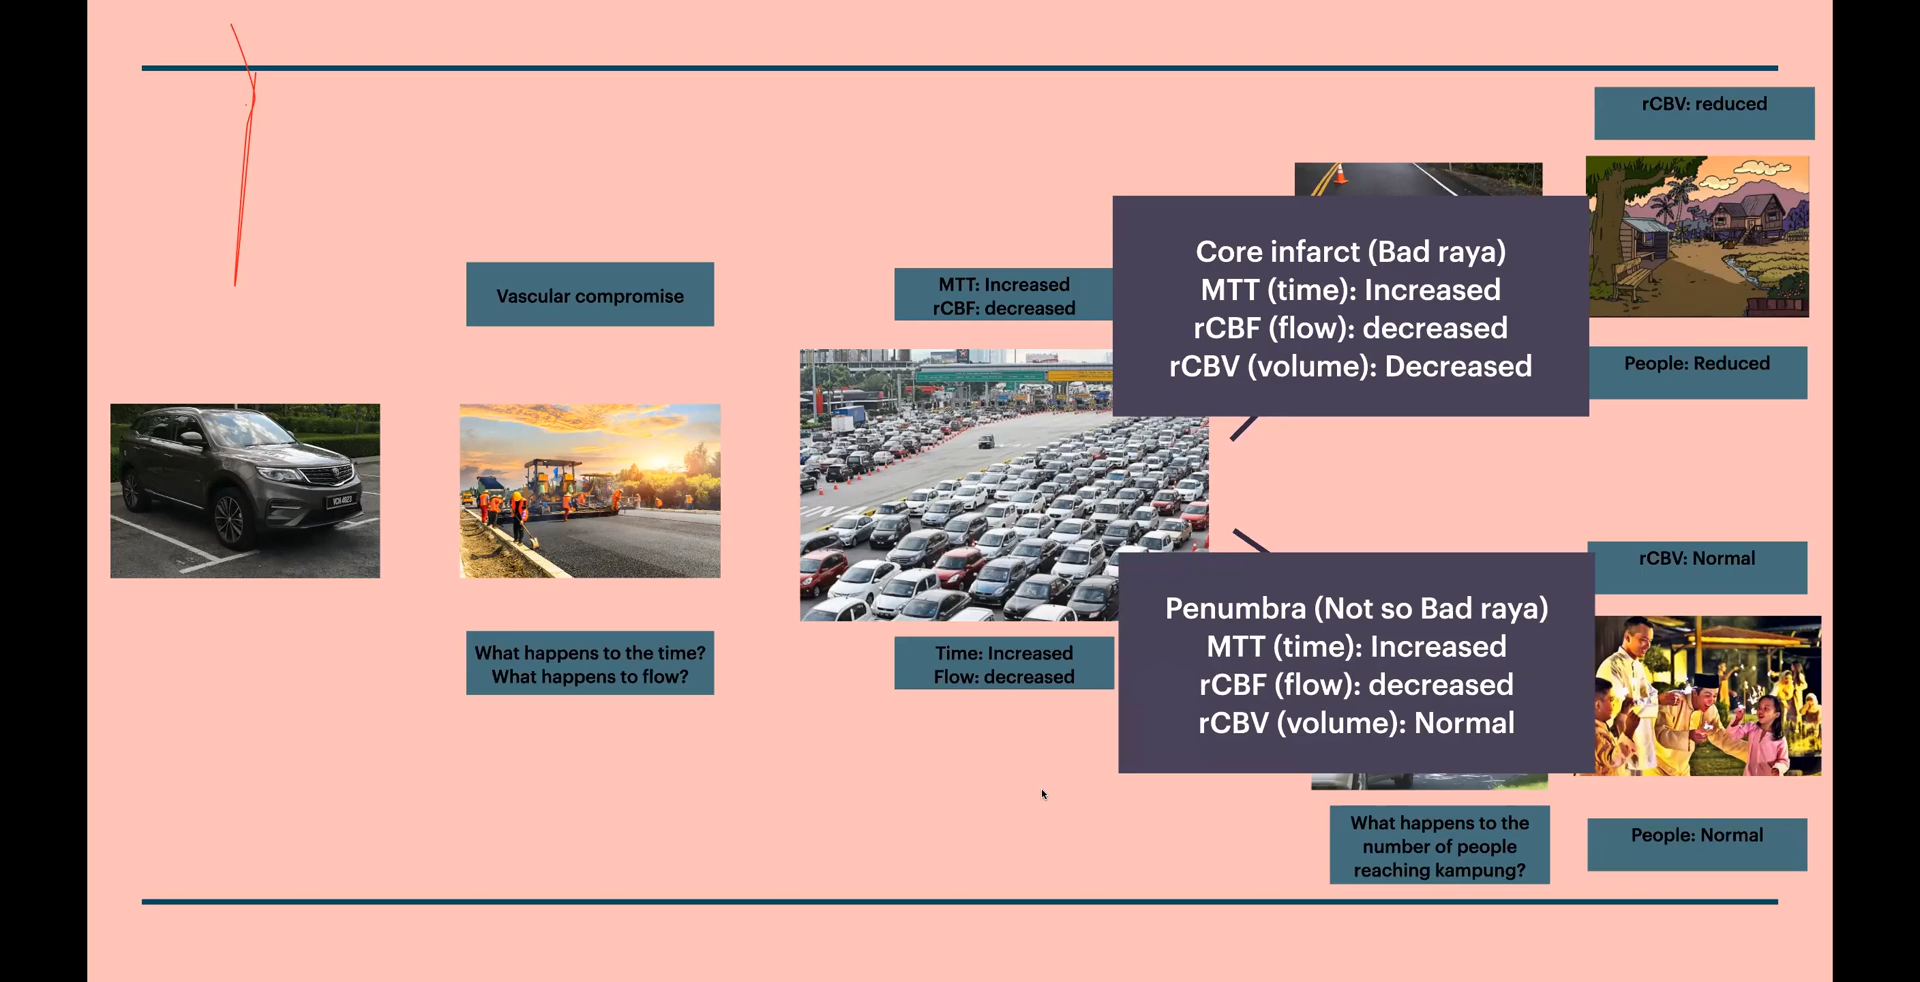 rCBV: reduced
Core infarct (Bad raya)
MTT (time): Increased
rCBF (flow): decreased
rCBV (volume): Decreased
Vascular compromise
MTT: Increased
rCBF: decreased
People: Reduced
What happens to the time?
What happens to flow?
Time: Increased
Flow: decreased
Penumbra (Not so Bad raya)
MTT (time): Increased
rCBF (flow): decreased
rCBV (volume): Normal
rCBV: Normal
What happens to the
number of people
reaching kampung?
People: Normal